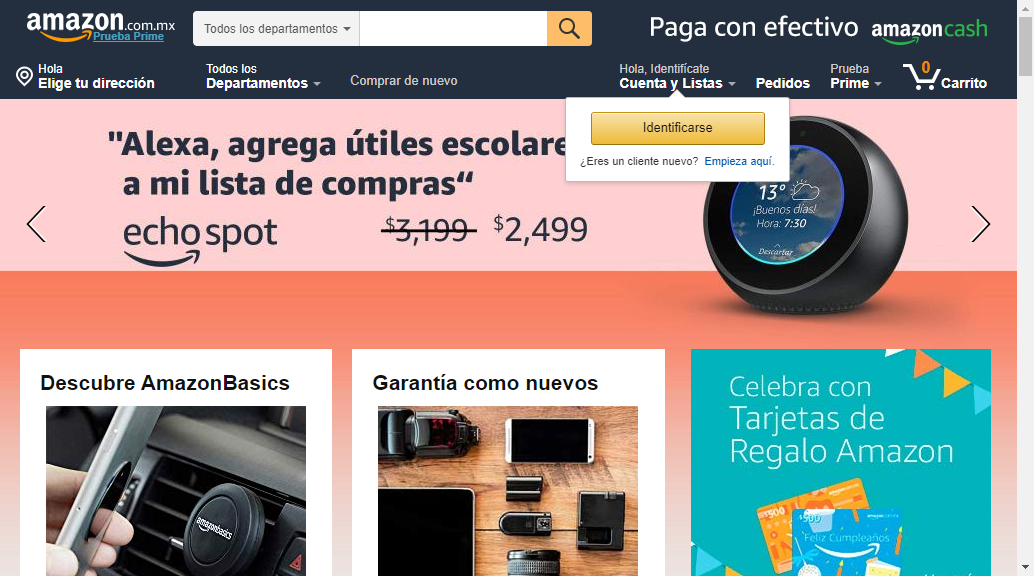 amazon.com.mx
Prueba Prime
Todos los departamentos
Paga con efectivo amazoncash
Hola
Elige tu dirección
Todos los
Departamentos
Comprar de nuevo
Hola, Identifícate
Cuenta y Listas
Pedidos
Prueba
Prime
0
Carrito
Identificarse
¿Eres un cliente nuevo? Empieza aquí.
"Alexa, agrega útiles escolare
a mi lista de compras“
echo spot
$3,199 $2,499
13°
¡Buenos días!
Hora: 7:30
Descartar
Descubre AmazonBasics
Garantía como nuevos
Celebra con
Tarjetas de
Regalo Amazon
amazonbasics
$500
$500
¡Feliz Cumpleaños